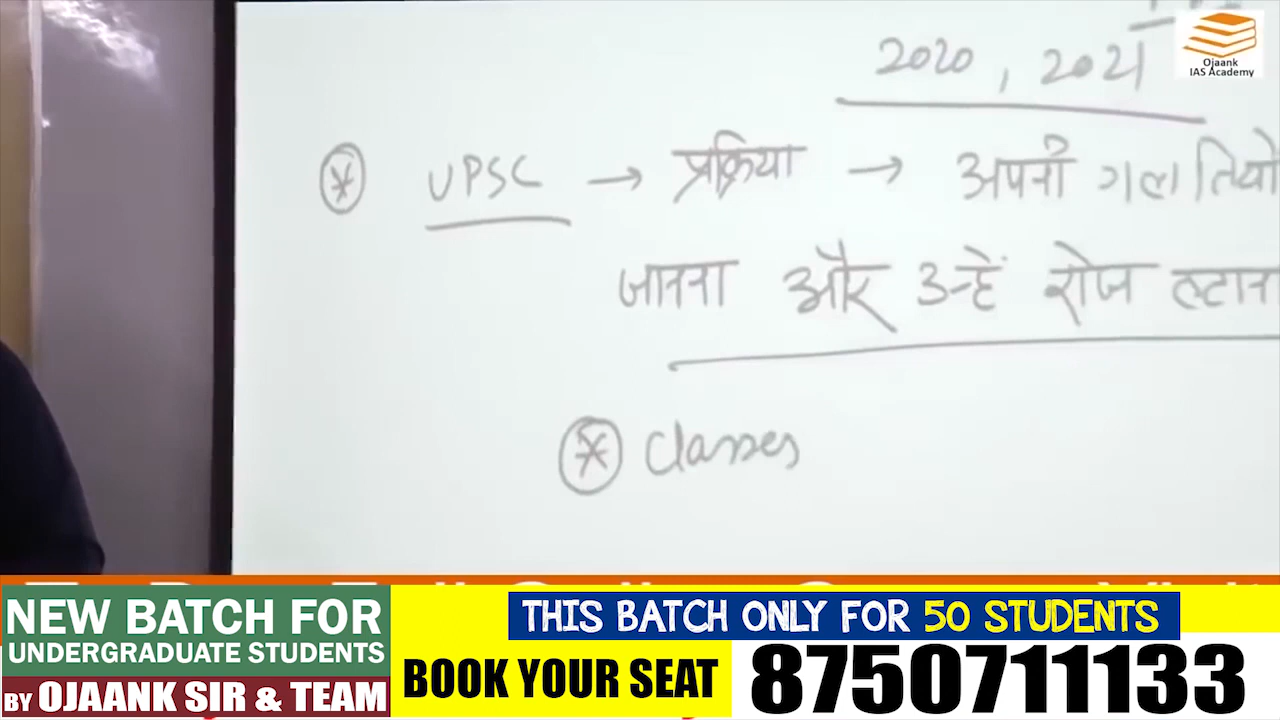 2020, 2021
Ojaank
IAS Academy
UPSC → प्रक्रिया → अपनी गलतियो
जानना और उन्हें रोज
Classes
NEW BATCH FOR
UNDERGRADUATE STUDENTS
BY OJAANK SIR & TEAM
THIS BATCH ONLY FOR 50 STUDENTS
BOOK YOUR SEAT
8750711133